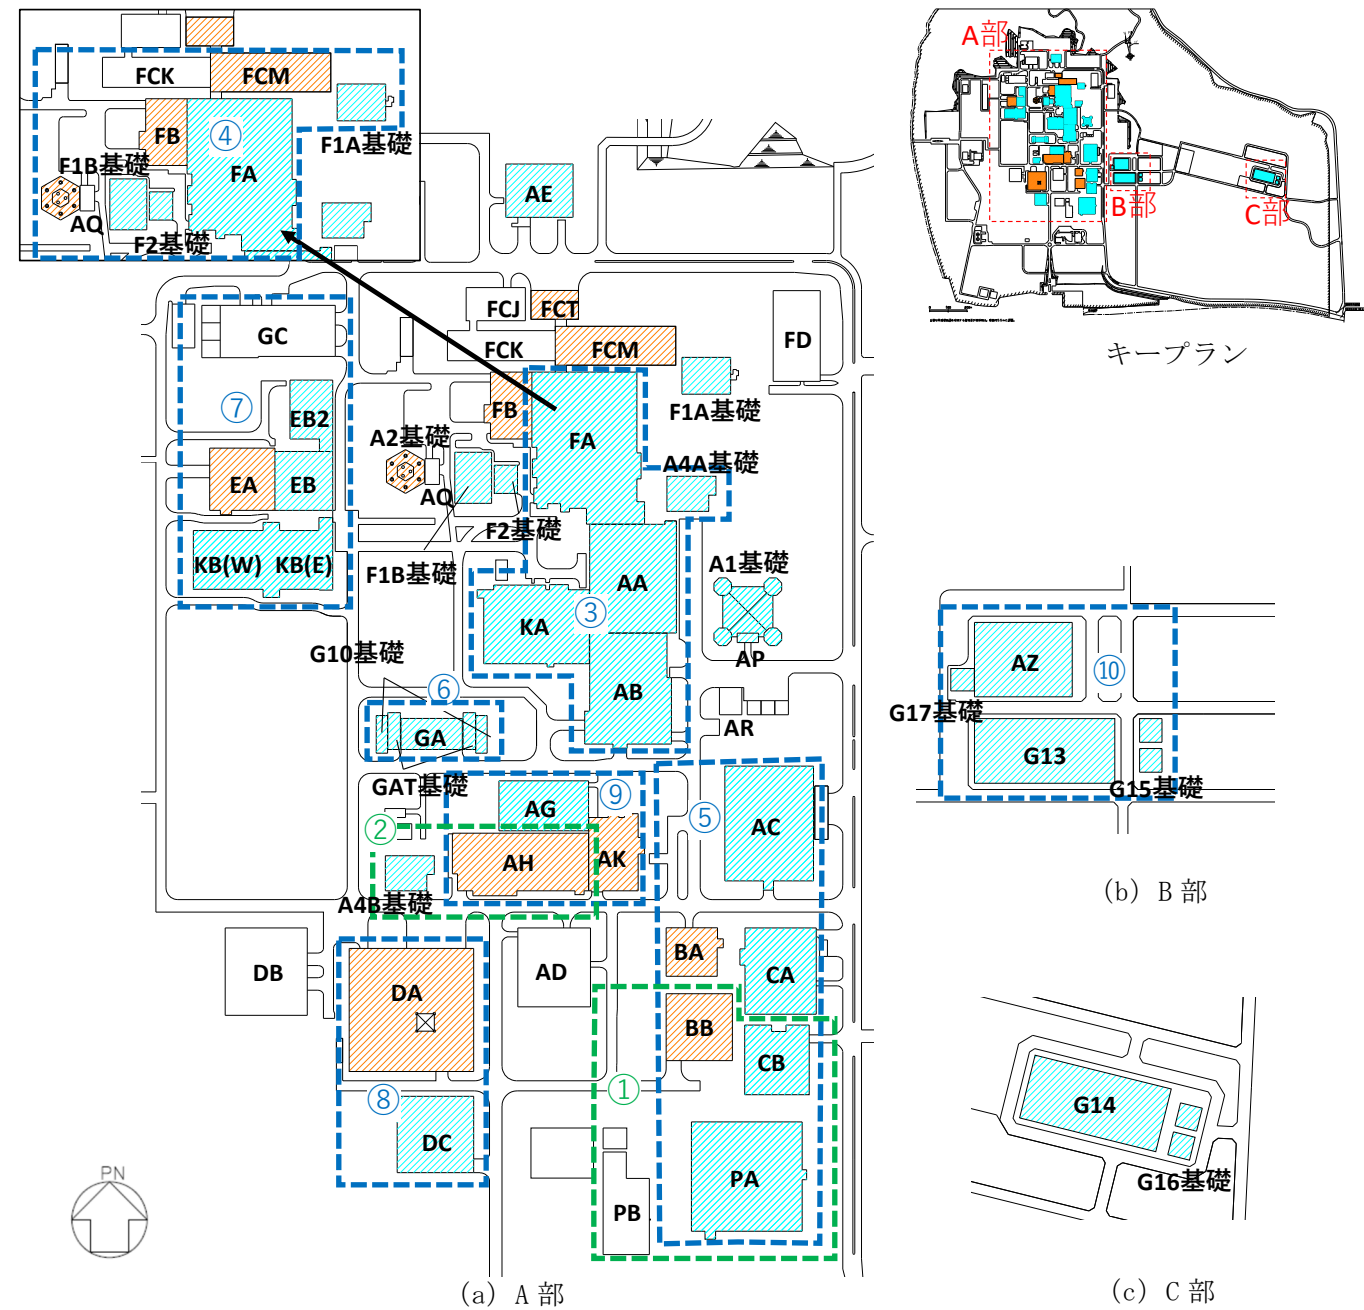 FCK
FCM
FB
④
FA
F1A基礎
F1B基礎
AQ
F2基礎
AE
A部
B部
C部
キープラン
GC
FCJ
FCT
FCK
FCM
FD
⑦
EB2
FB
FA
F1A基礎
A2基礎
A4A基礎
EA
EB
AQ
F2基礎
KB(W)
KB(E)
F1B基礎
AA
A1基礎
KA
③
G10基礎
AP
⑥
AB
GA
AR
GAT基礎
AG
⑨
⑤
AC
②
AH
AK
A4B基礎
DB
DA
AD
BA
CA
BB
CB
①
⑧
DC
PA
PB
PN
(a) A部
AZ
⑩
G17基礎
G13
G15基礎
(b) B部
G14
G16基礎
(c) C部